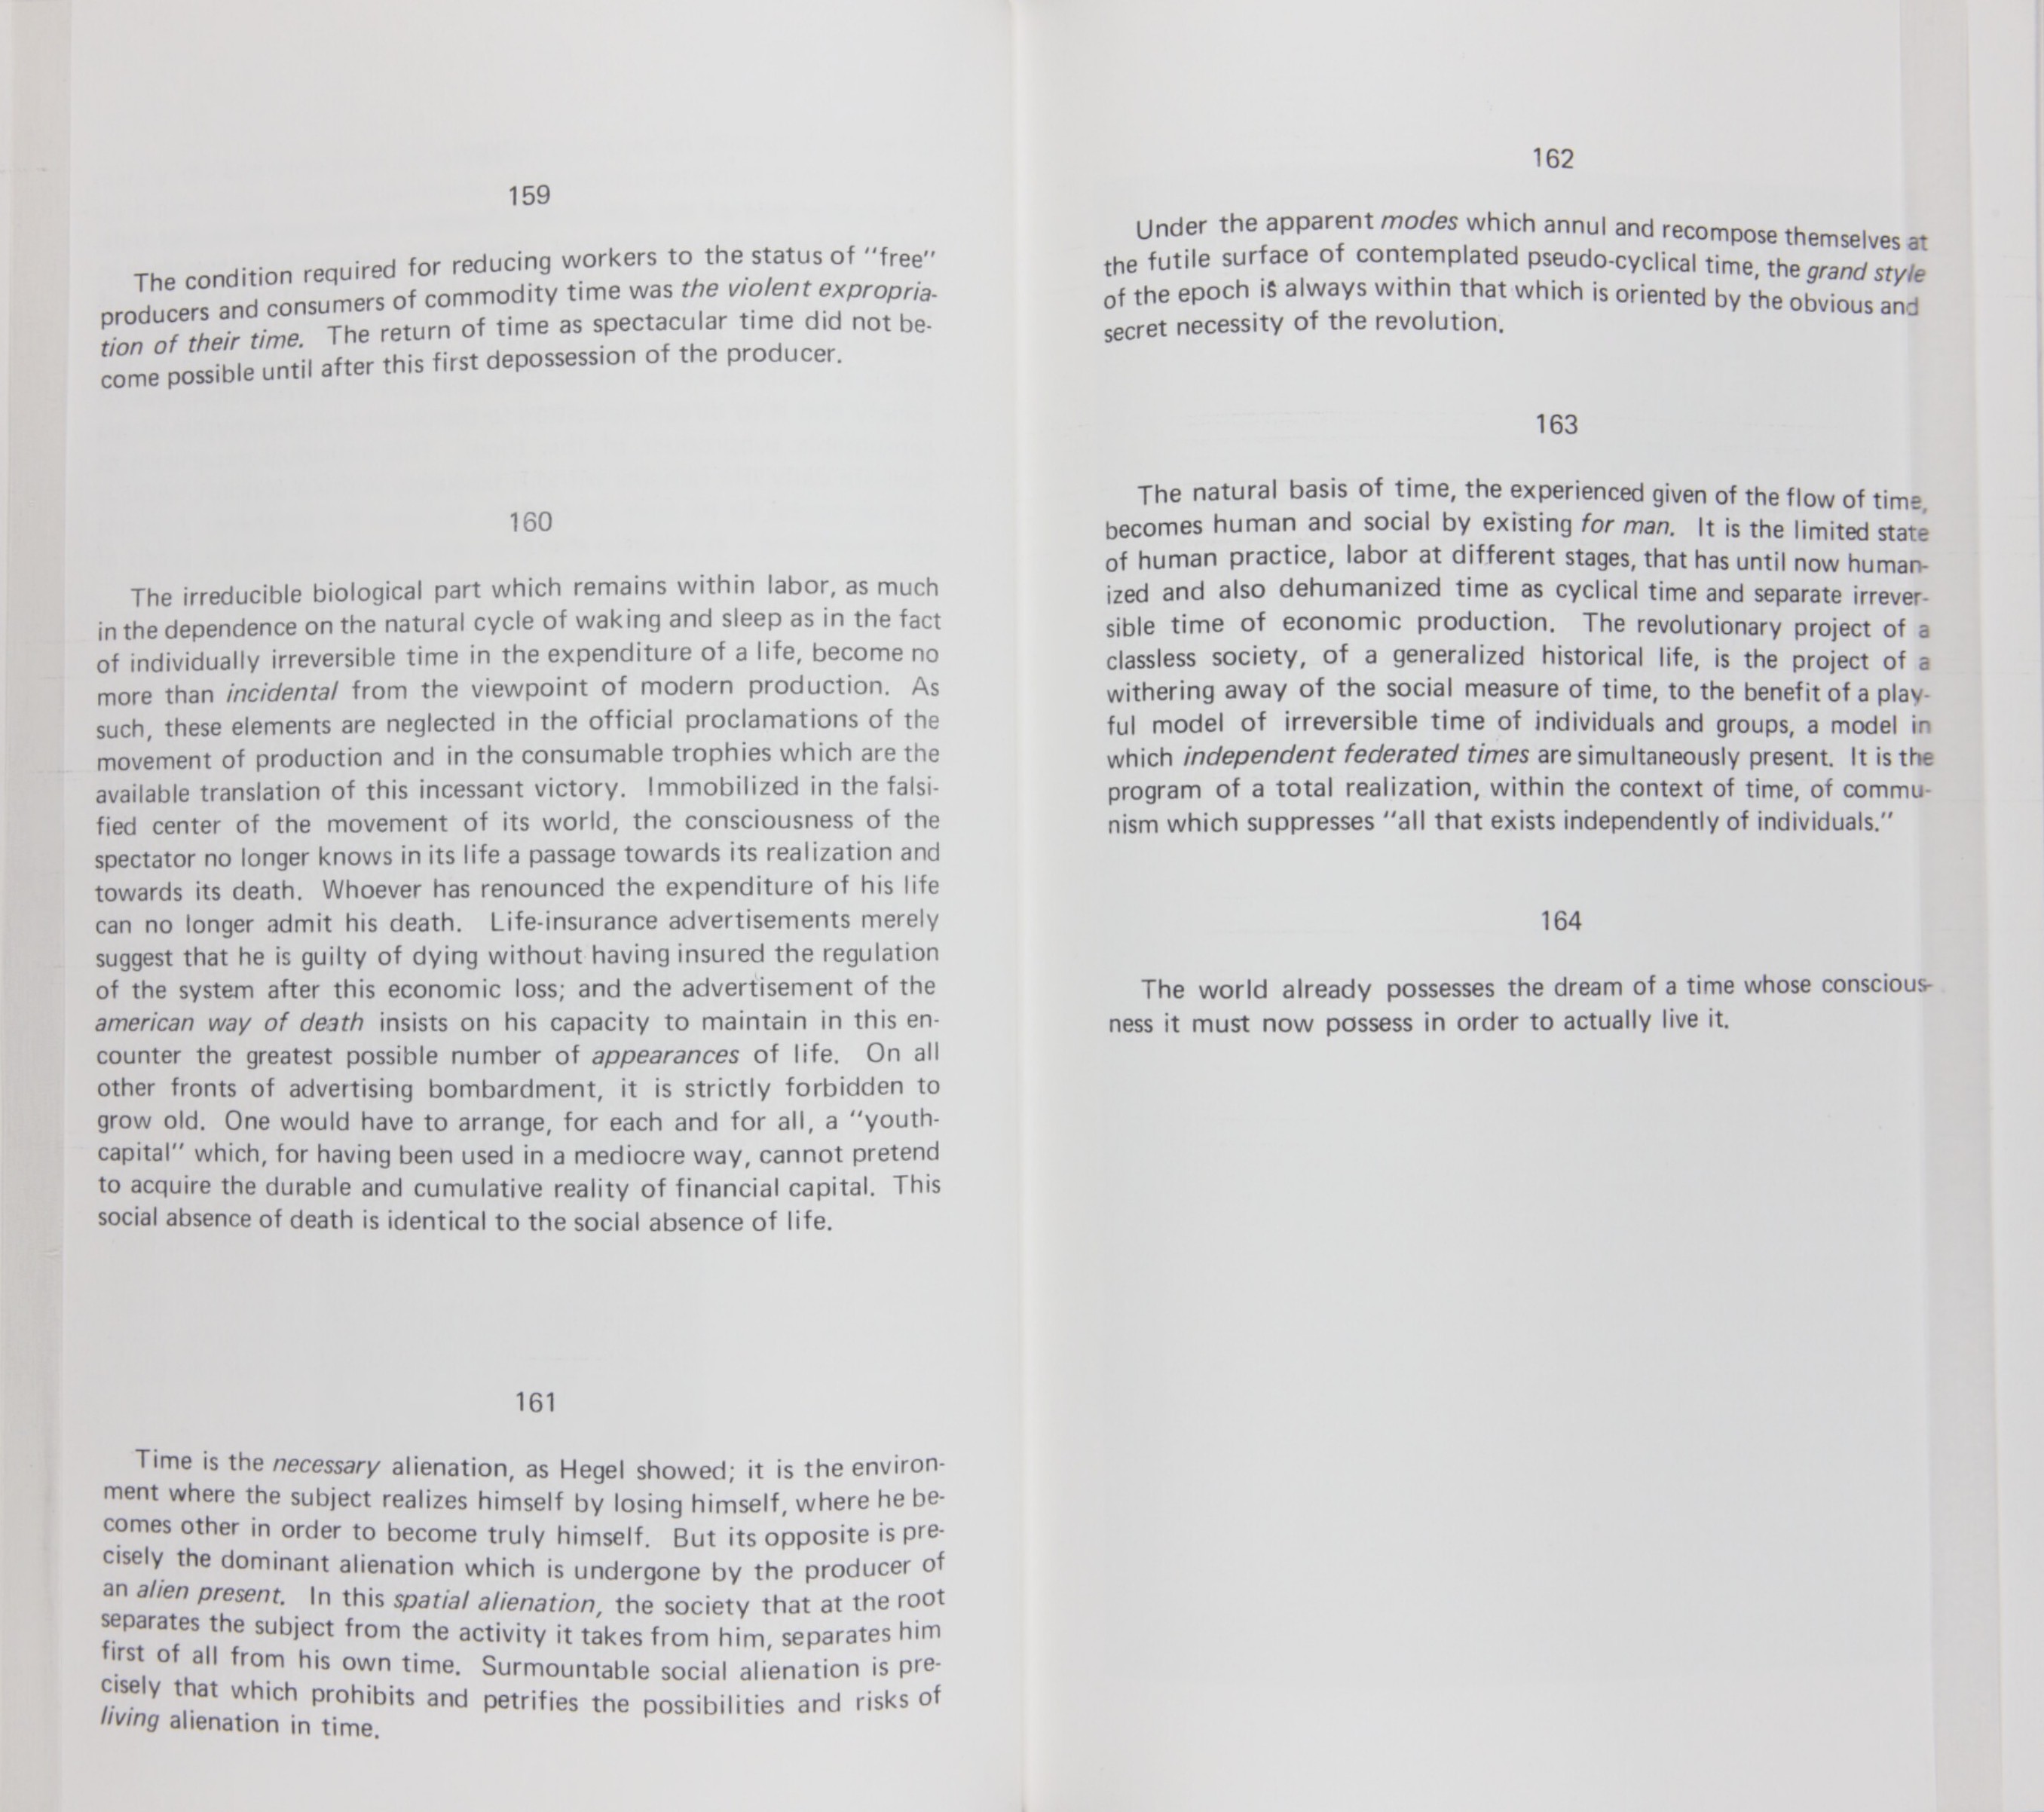 159
The condition required for reducing workers to the status of "free"
producers and consumers of commodity time was the violent expropria-
tion of their time. The return of time as spectacular time did not be-
come possible until after this first depossession of the producer.
160
The irreducible biological part which remains within labor, as much
in the dependence on the natural cycle of waking and sleep as in the fact
of individually irreversible time in the expenditure of a life, become no
more than incidental from the viewpoint of modern production. As
such, these elements are neglected in the official proclamations of the
movement of production and in the consumable trophies which are the
available translation of this incessant victory. Immobilized in the falsi-
fied center of the movement of its world, the consciousness of the
spectator no longer knows in its life a passage towards its realization and
towards its death. Whoever has renounced the expenditure of his life
can no longer admit his death. Life-insurance advertisements merely
suggest that he is guilty of dying without having insured the regulation
of the system after this economic loss; and the advertisement of the
american way of death insists on his capacity to maintain in this en-
counter the greatest possible number of appearances of life. On all
other fronts of advertising bombardment, it is strictly forbidden to
grow old. One would have to arrange, for each and for all, a "youth-
capital" which, for having been used in a mediocre way, cannot pretend
to acquire the durable and cumulative reality of financial capital. This
social absence of death is identical to the social absence of life.
161
Time is the necessary alienation, as Hegel showed; it is the environ-
ment where the subject realizes himself by losing himself, where he be-
comes other in order to become truly himself. But its opposite is pre-
cisely the dominant alienation which is undergone by the producer of
an alien present. In this spatial alienation, the society that at the root
separates the subject from the activity it takes from him, separates him
first of all from his own time. Surmountable social alienation is pre-
cisely that which prohibits and petrifies the possibilities and risks of
living alienation in time.
162
Under the apparent modes which annul and recompose themselves at
the futile surface of contemplated pseudo-cyclical time, the grand style
of the epoch is always within that which is oriented by the obvious and
secret necessity of the revolution.
163
The natural basis of time, the experienced given of the flow of time,
becomes human and social by existing for man. It is the limited state
of human practice, labor at different stages, that has until now human-
ized and also dehumanized time as cyclical time and separate irrever-
sible time of economic production. The revolutionary project of a
classless society, of a generalized historical life, is the project of a
withering away of the social measure of time, to the benefit of a play-
ful model of irreversible time of individuals and groups, a model in
which independent federated times are simultaneously present. It is the
program of a total realization, within the context of time, of commu-
nism which suppresses "all that exists independently of individuals."
164
The world already possesses the dream of a time whose conscious-
ness it must now possess in order to actually live it.